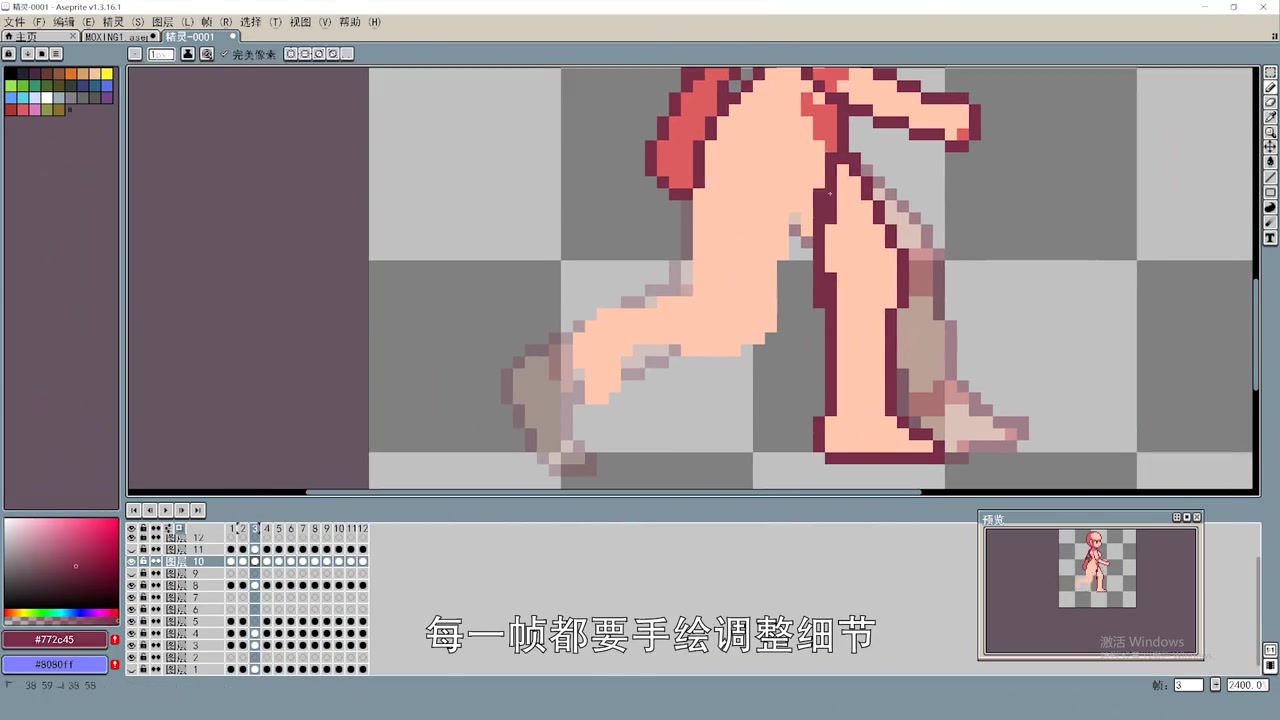 精灵-0001 - Aseprite v1.3.16.1
文件 (F) 编辑 (E) 精灵 (S) 图层 (L) 帧 (R) 选择 (T) 视图 (V) 帮助 (H)
主页 MOXING1.asep 精灵-0001
1px 完美像素
1 2 3 4 5 6 7 8 9 10 11 12
图层 12
图层 11
图层 10
图层 9
图层 8
图层 7
图层 6
图层 5
图层 4
图层 3
图层 2
图层 1
预览
#772c45
#8080ff
每一帧都要手绘调整细节
激活 Windows
帧: 3 2400.0